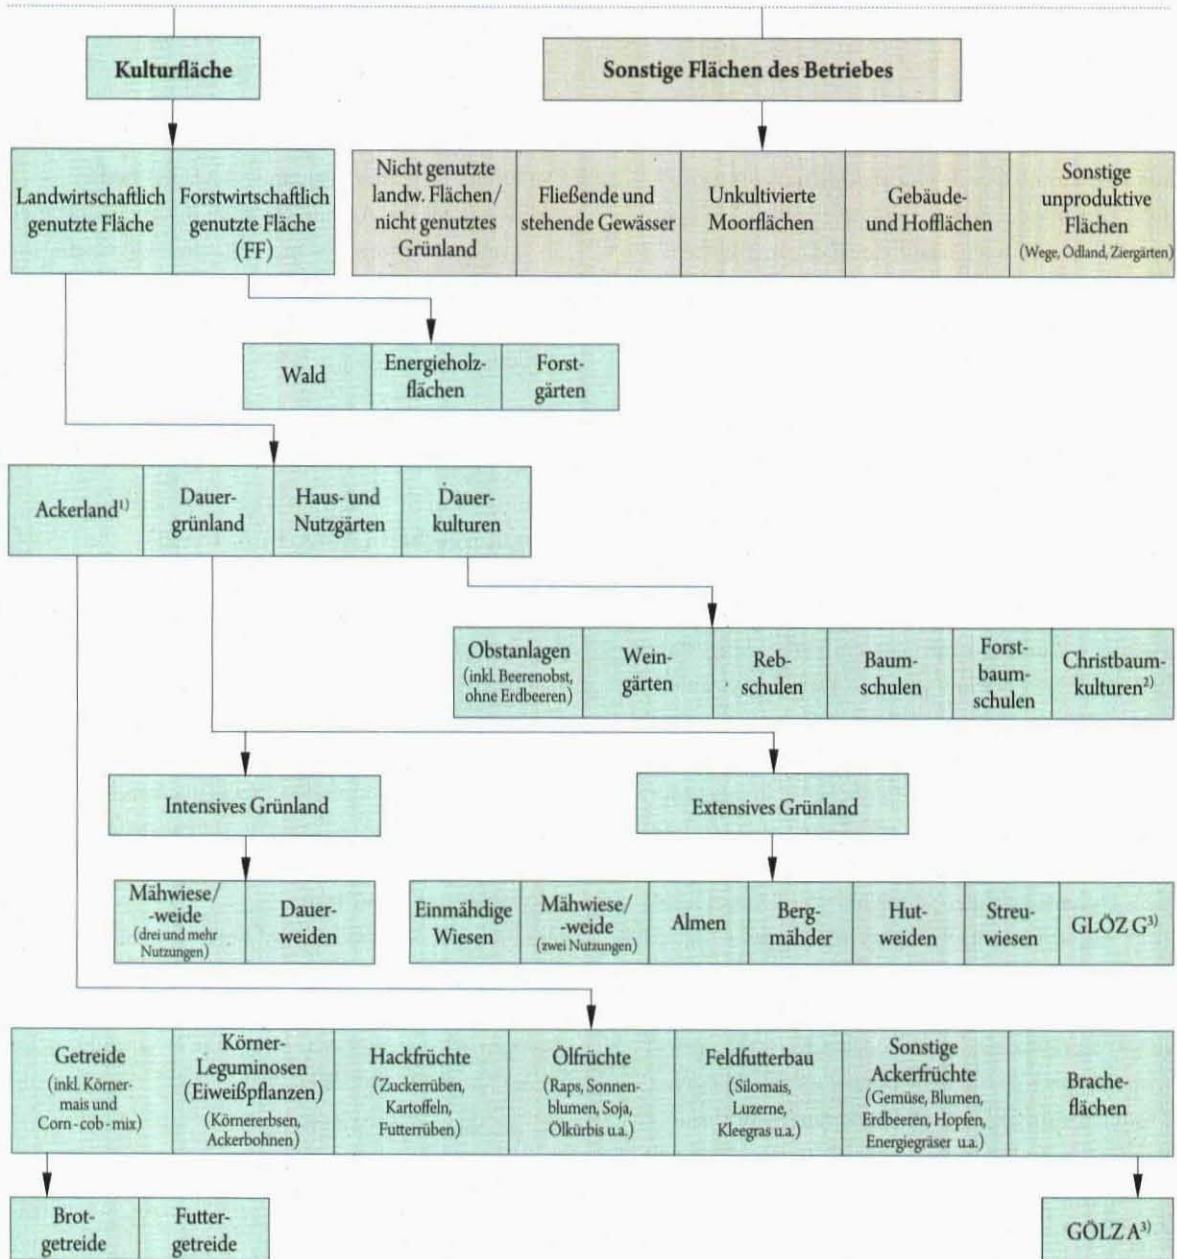 Kulturfläche
Sonstige Flächen des Betriebes
Landwirtschaftlich
genutzte Fläche
Forstwirtschaftlich
genutzte Fläche
(FF)
Nicht genutzte
landw. Flächen/
nicht genutztes
Grünland
Fließende und
stehende Gewässer
Unkultivierte
Moorflächen
Gebäude-
und Hofflächen
Sonstige
unproduktive
Flächen
(Wege, Ödland, Ziergärten)
Wald
Energieholz-
flächen
Forst-
gärten
Ackerland¹⁾
Dauer-
grünland
Haus- und
Nutzgärten
Dauer-
kulturen
Obstanlagen
(inkl. Beerenobst,
ohne Erdbeeren)
Wein-
gärten
Reb-
schulen
Baum-
schulen
Forst-
baum-
schulen
Christbaum-
kulturen²⁾
Intensives Grünland
Extensives Grünland
Mähwiese/
-weide
(drei und mehr
Nutzungen)
Dauer-
weiden
Einmähdige
Wiesen
Mähwiese/
-weide
(zwei Nutzungen)
Almen
Berg-
mähder
Hut-
weiden
Streu-
wiesen
GLÖZ G³⁾
Getreide
(inkl. Körner-
mais und
Corn-cob-mix)
Körner-
Leguminosen
(Eiweißpflanzen)
(Körnererbsen,
Ackerbohnen)
Hackfrüchte
(Zuckerrüben,
Kartoffeln,
Futterrüben)
Ölfrüchte
(Raps, Sonnen-
blumen, Soja,
Ölkürbis u.a.)
Feldfutterbau
(Silomais,
Luzerne,
Kleegras u.a.)
Sonstige
Ackerfrüchte
(Gemüse, Blumen,
Erdbeeren, Hopfen,
Energiegräser u.a.)
Brache-
flächen
Brot-
getreide
Futter-
getreide
GÖLZ A³⁾